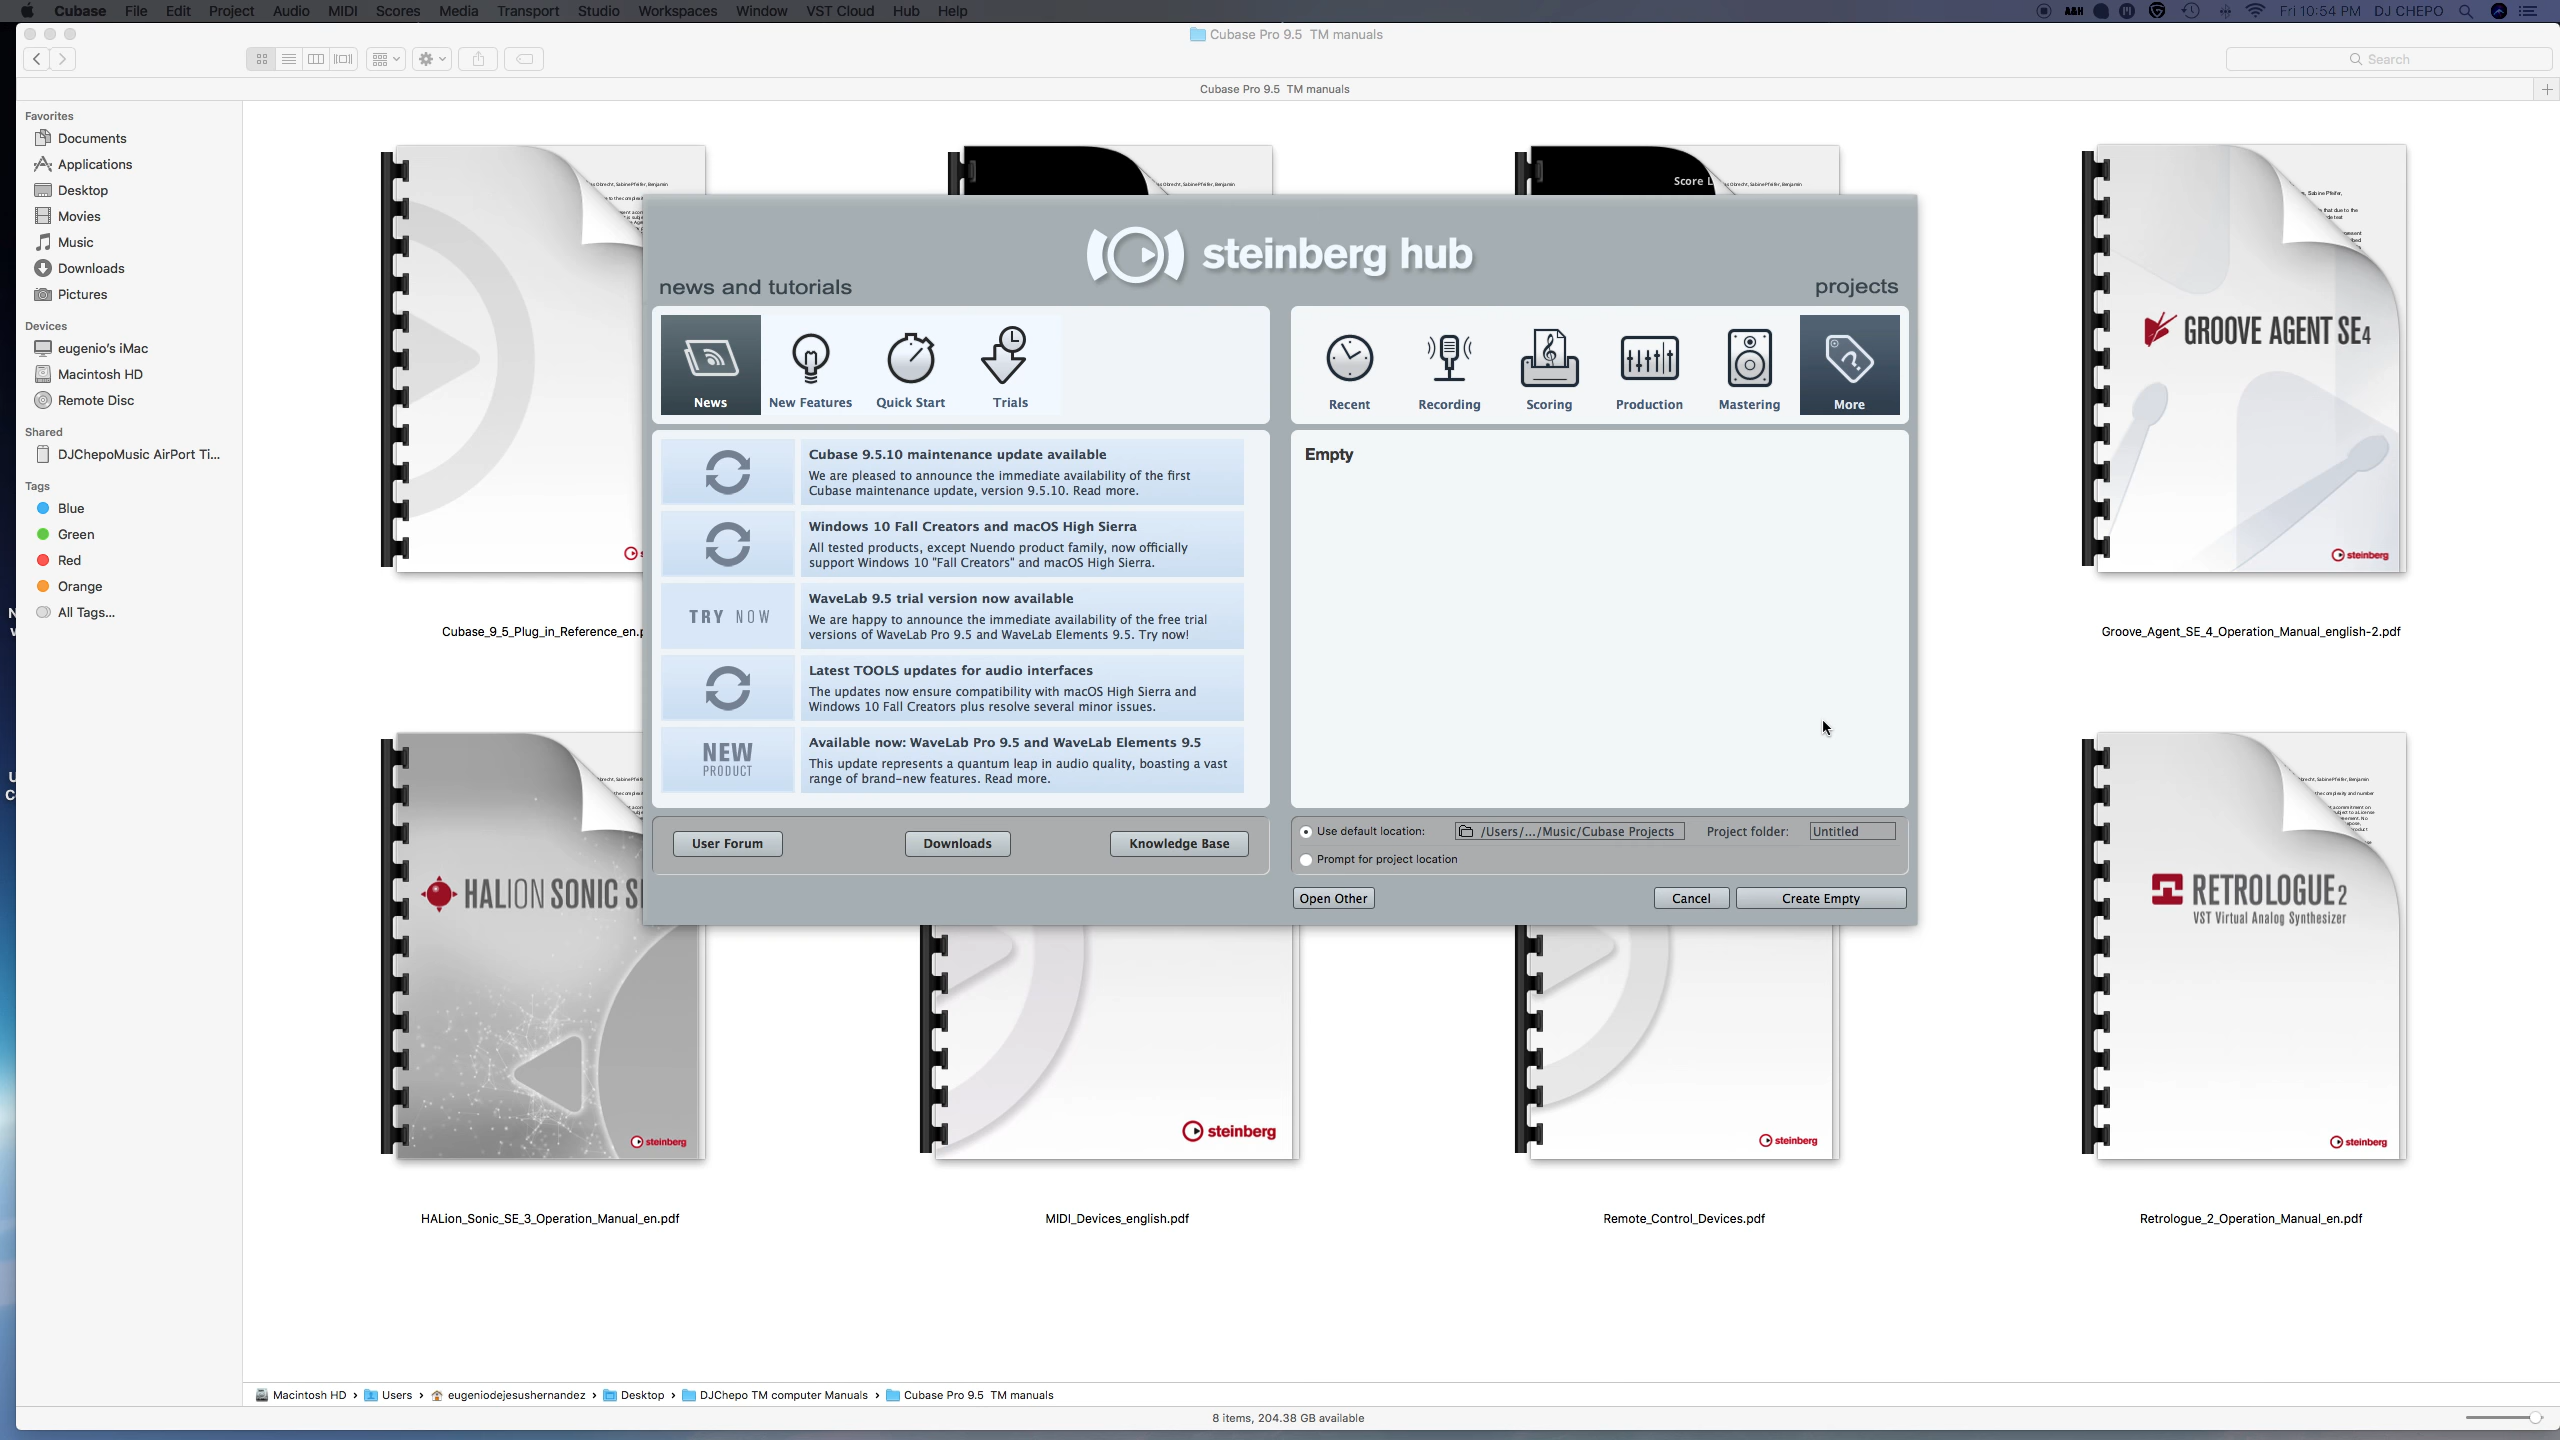 Cubase File Edit Project Audio MIDI Scores Media Transport Studio Workspaces Window VST Cloud Hub Help
Fri 10:54 PM DJ CHEPO
Cubase Pro 9.5 TM manuals
Search
Cubase Pro 9.5 TM manuals
Favorites
Documents
Applications
Desktop
Movies
Music
Downloads
Pictures
Devices
eugenio's iMac
Macintosh HD
Remote Disc
Shared
DJChepoMusic AirPort Ti...
Tags
Blue
Green
Red
Orange
All Tags...
Score
steinberg hub
news and tutorials
projects
News
New Features
Quick Start
Trials
Recent
Recording
Scoring
Production
Mastering
More
Cubase 9.5.10 maintenance update available
We are pleased to announce the immediate availability of the first
Cubase maintenance update, version 9.5.10. Read more.
Windows 10 Fall Creators and macOS High Sierra
All tested products, except Nuendo product family, now officially
support Windows 10 "Fall Creators" and macOS High Sierra.
TRY NOW
WaveLab 9.5 trial version now available
We are happy to announce the immediate availability of the free trial
versions of WaveLab Pro 9.5 and WaveLab Elements 9.5. Try now!
Latest TOOLS updates for audio interfaces
The updates now ensure compatibility with macOS High Sierra and
Windows 10 Fall Creators plus resolve several minor issues.
NEW
PRODUCT
Available now: WaveLab Pro 9.5 and WaveLab Elements 9.5
This update represents a quantum leap in audio quality, boasting a vast
range of brand-new features. Read more.
Empty
User Forum
Downloads
Knowledge Base
Use default location:
/Users/.../Music/Cubase Projects
Project folder:
Untitled
Prompt for project location
Open Other
Cancel
Create Empty
GROOVE AGENT SE4
steinberg
Cubase_9_5_Plug_in_Reference_en.p
Groove_Agent_SE_4_Operation_Manual_english-2.pdf
HALION SONIC S
steinberg
steinberg
steinberg
RETROLOGUE 2
VST Virtual Analog Synthesizer
steinberg
HALion_Sonic_SE_3_Operation_Manual_en.pdf
MIDI_Devices_english.pdf
Remote_Control_Devices.pdf
Retrologue_2_Operation_Manual_en.pdf
Macintosh HD › Users › eugeniodejesushernandez › Desktop › DJChepo TM computer Manuals › Cubase Pro 9.5 TM manuals
8 items, 204.38 GB available